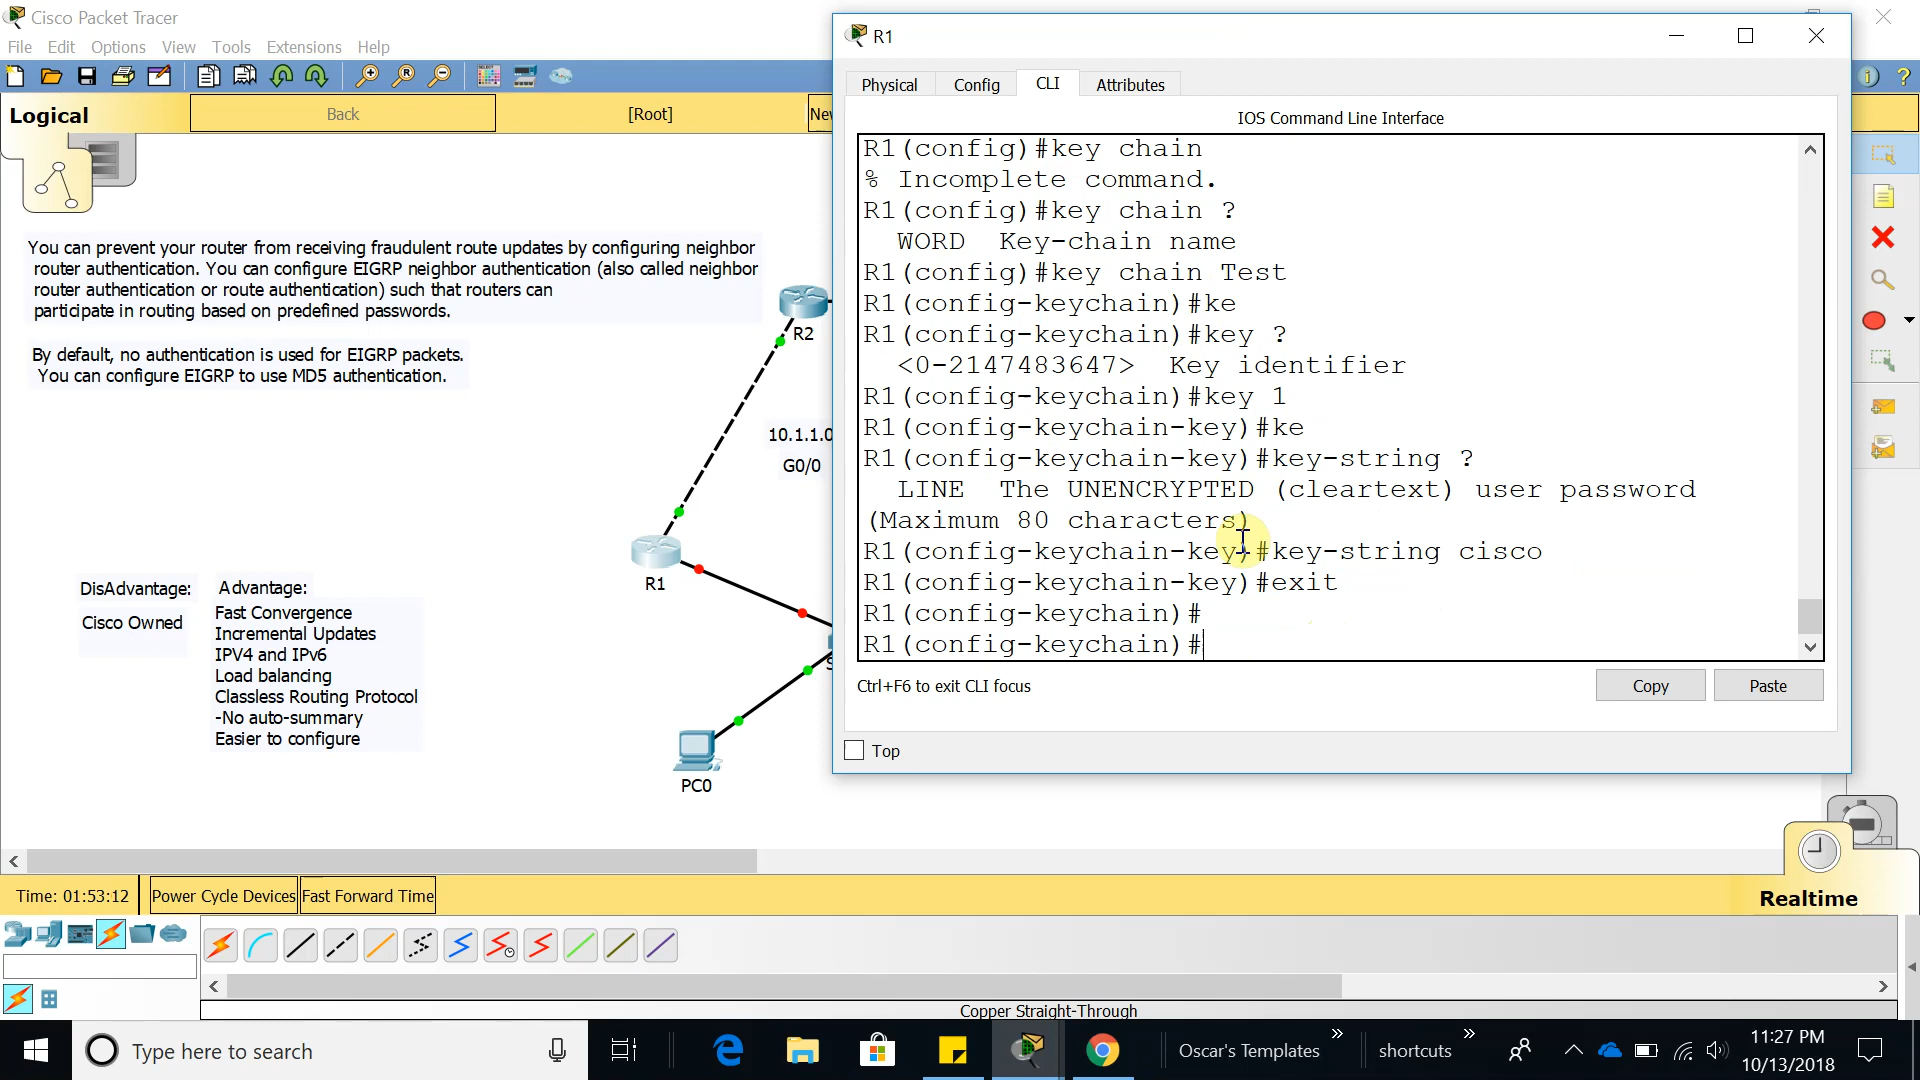 Cisco Packet Tracer
File Edit Options View Tools Extensions Help
Logical
Back
[Root]
You can prevent your router from receiving fraudulent route updates by configuring neighbor
router authentication. You can configure EIGRP neighbor authentication (also called neighbor
router authentication or route authentication) such that routers can
participate in routing based on predefined passwords.
By default, no authentication is used for EIGRP packets.
You can configure EIGRP to use MD5 authentication.
R2
10.1.1.0
G0/0
R1
DisAdvantage:
Cisco Owned
Advantage:
Fast Convergence
Incremental Updates
IPV4 and IPv6
Load balancing
Classless Routing Protocol
-No auto-summary
Easier to configure
PC0
R1
Physical Config CLI Attributes
IOS Command Line Interface
R1(config)#key chain
% Incomplete command.
R1(config)#key chain ?
WORD Key-chain name
R1(config)#key chain Test
R1(config-keychain)#ke
R1(config-keychain)#key ?
<0-2147483647> Key identifier
R1(config-keychain)#key 1
R1(config-keychain-key)#ke
R1(config-keychain-key)#key-string ?
LINE The UNENCRYPTED (cleartext) user password
(Maximum 80 characters)
R1(config-keychain-key)#key-string cisco
R1(config-keychain-key)#exit
R1(config-keychain)#
R1(config-keychain)#
Ctrl+F6 to exit CLI focus
Copy
Paste
Top
Time: 01:53:12
Power Cycle Devices
Fast Forward Time
Realtime
Copper Straight-Through
Type here to search
Oscar's Templates
shortcuts
11:27 PM
10/13/2018